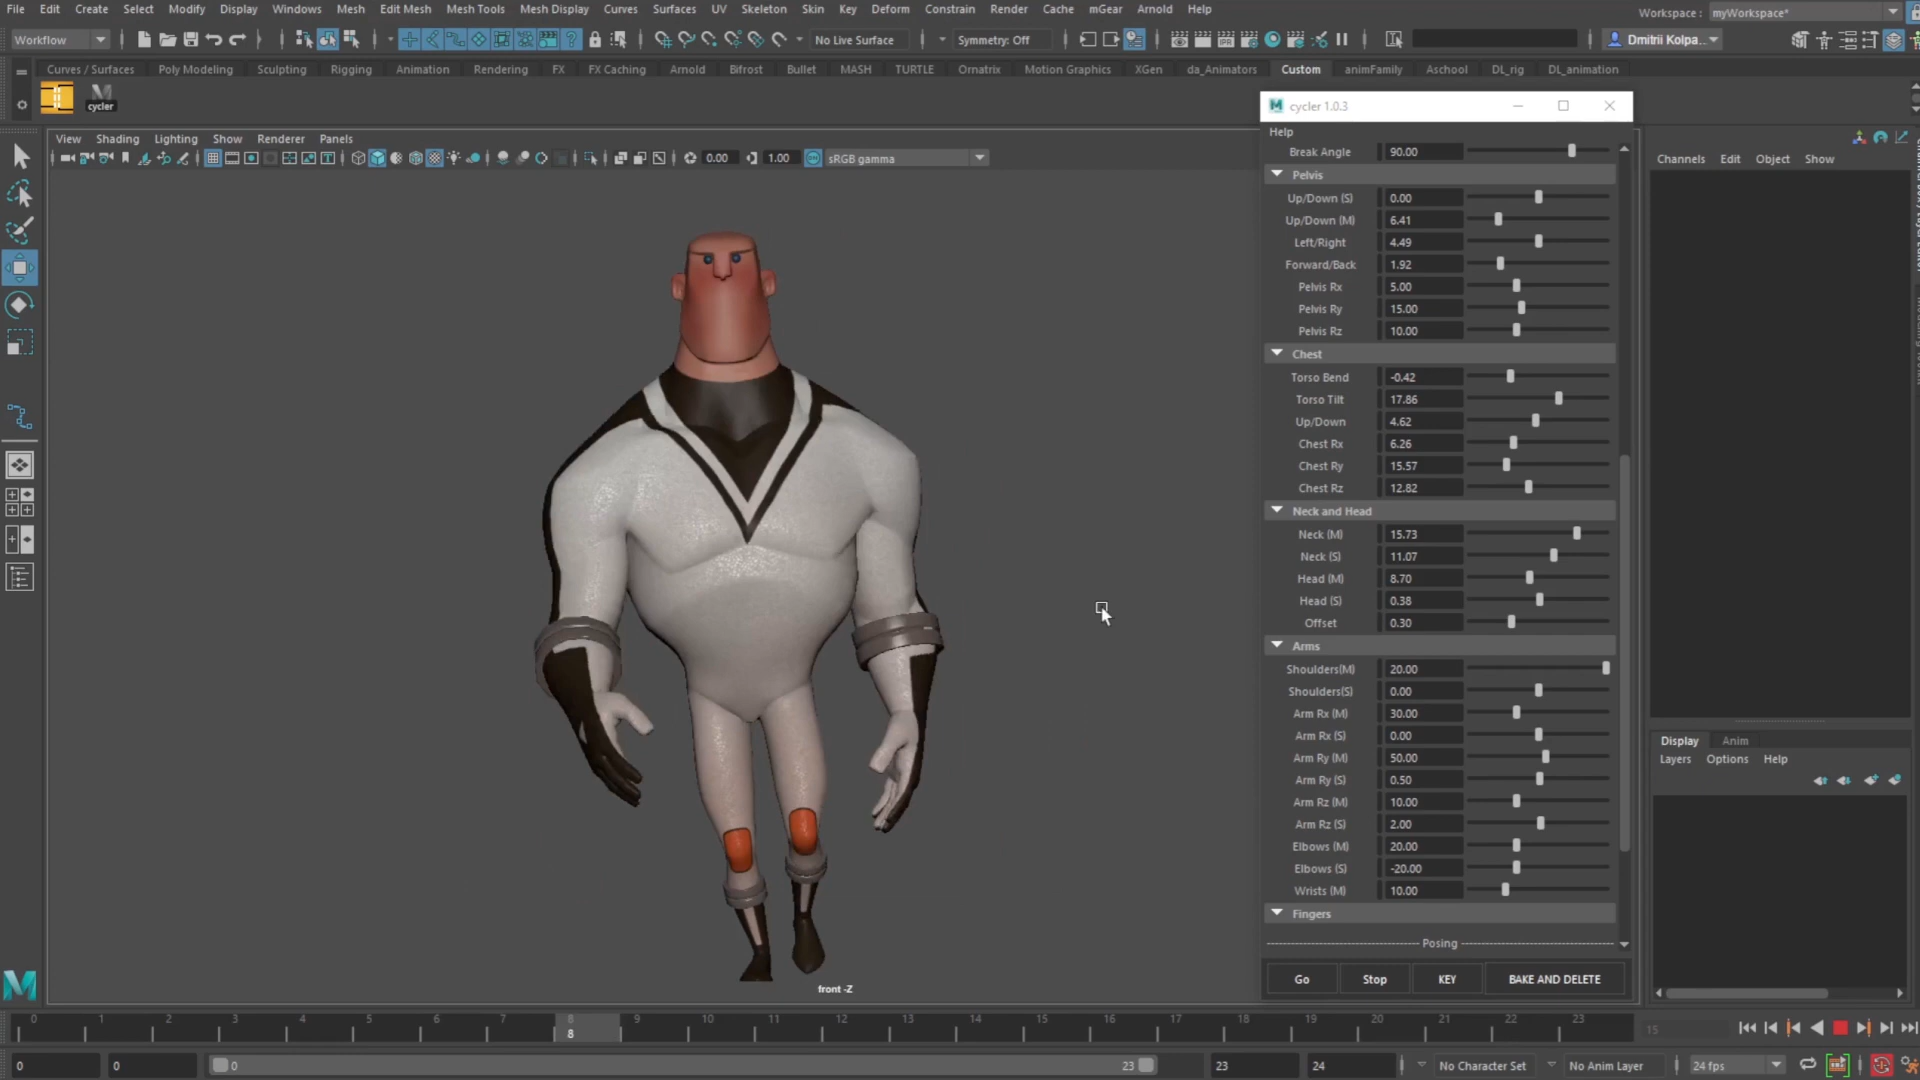 File Edit Create Select Modify Display Windows Mesh Edit Mesh Mesh Tools Mesh Display Curves Surfaces UV Skeleton Skin Key Deform Constrain Render Cache mGear Arnold Help
Workspace : myWorkspace*
Workflow No Live Surface Symmetry: Off Dmitrii Kolpa...
Curves / Surfaces Poly Modeling Sculpting Rigging Animation Rendering FX FX Caching Arnold Bifrost Bullet MASH TURTLE Ornatrix Motion Graphics XGen da_Animators Custom animFamily Aschool DL_rig DL_animation
cycler
cycler 1.0.3
Help
View Shading Lighting Show Renderer Panels
0.00 1.00 sRGB gamma
Channels Edit Object Show
Break Angle 90.00
Pelvis
Up/Down (S) 0.00
Up/Down (M) 6.41
Left/Right 4.49
Forward/Back 1.92
Pelvis Rx 5.00
Pelvis Ry 15.00
Pelvis Rz 10.00
Chest
Torso Bend -0.42
Torso Tilt 17.86
Up/Down 4.62
Chest Rx 6.26
Chest Ry 15.57
Chest Rz 12.82
Neck and Head
Neck (M) 15.73
Neck (S) 11.07
Head (M) 8.70
Head (S) 0.38
Offset 0.30
Arms
Shoulders(M) 20.00
Shoulders(S) 0.00
Arm Rx (M) 30.00
Arm Rx (S) 0.00
Arm Ry (M) 50.00
Arm Ry (S) 0.50
Arm Rz (M) 10.00
Arm Rz (S) 2.00
Elbows (M) 20.00
Elbows (S) -20.00
Wrists (M) 10.00
Fingers
Posing
Go Stop KEY BAKE AND DELETE
Display Anim
Layers Options Help
front -Z
0 1 2 3 4 5 6 7 8 9 10 11 12 13 14 15 16 17 18 19 20 21 22 23
8
15
0 0 0 23 23 24 No Character Set No Anim Layer 24 fps